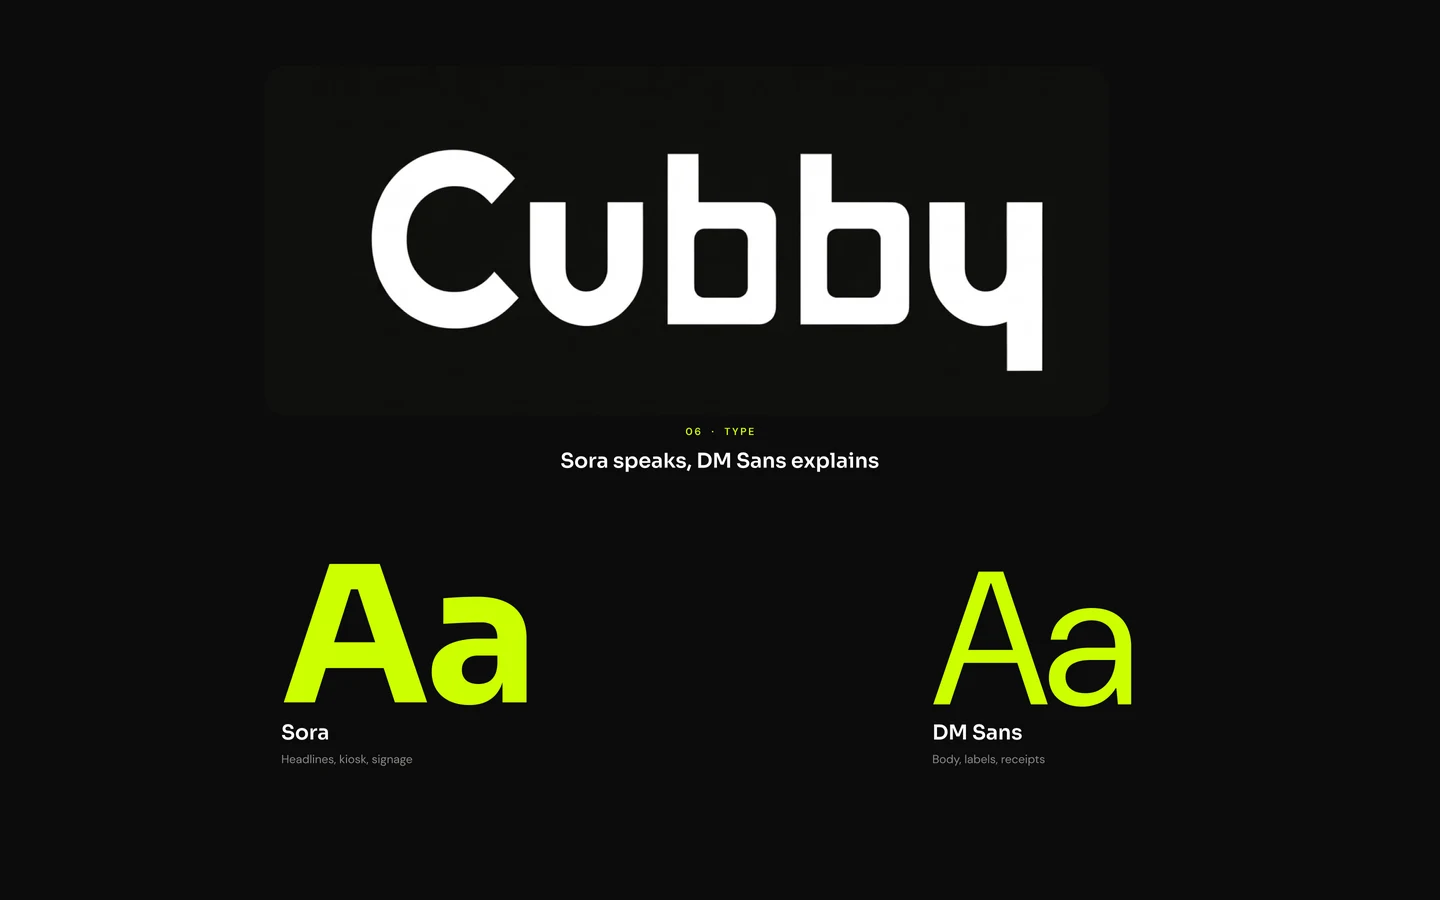 Cubby
06 · TYPE
Sora speaks, DM Sans explains
Aa
Sora
Headlines, kiosk, signage
Aa
DM Sans
Body, labels, receipts